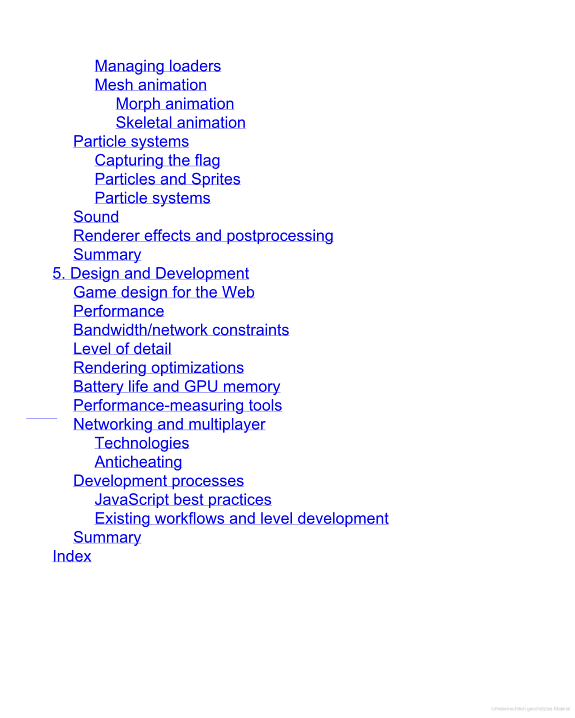 Managing loaders
Mesh animation
Morph animation
Skeletal animation
Particle systems
Capturing the flag
Particles and Sprites
Particle systems
Sound
Renderer effects and postprocessing
Summary
5. Design and Development
Game design for the Web
Performance
Bandwidth/network constraints
Level of detail
Rendering optimizations
Battery life and GPU memory
Performance-measuring tools
Networking and multiplayer
Technologies
Anticheating
Development processes
JavaScript best practices
Existing workflows and level development
Summary
Index
Urheberrechtlich geschütztes Material